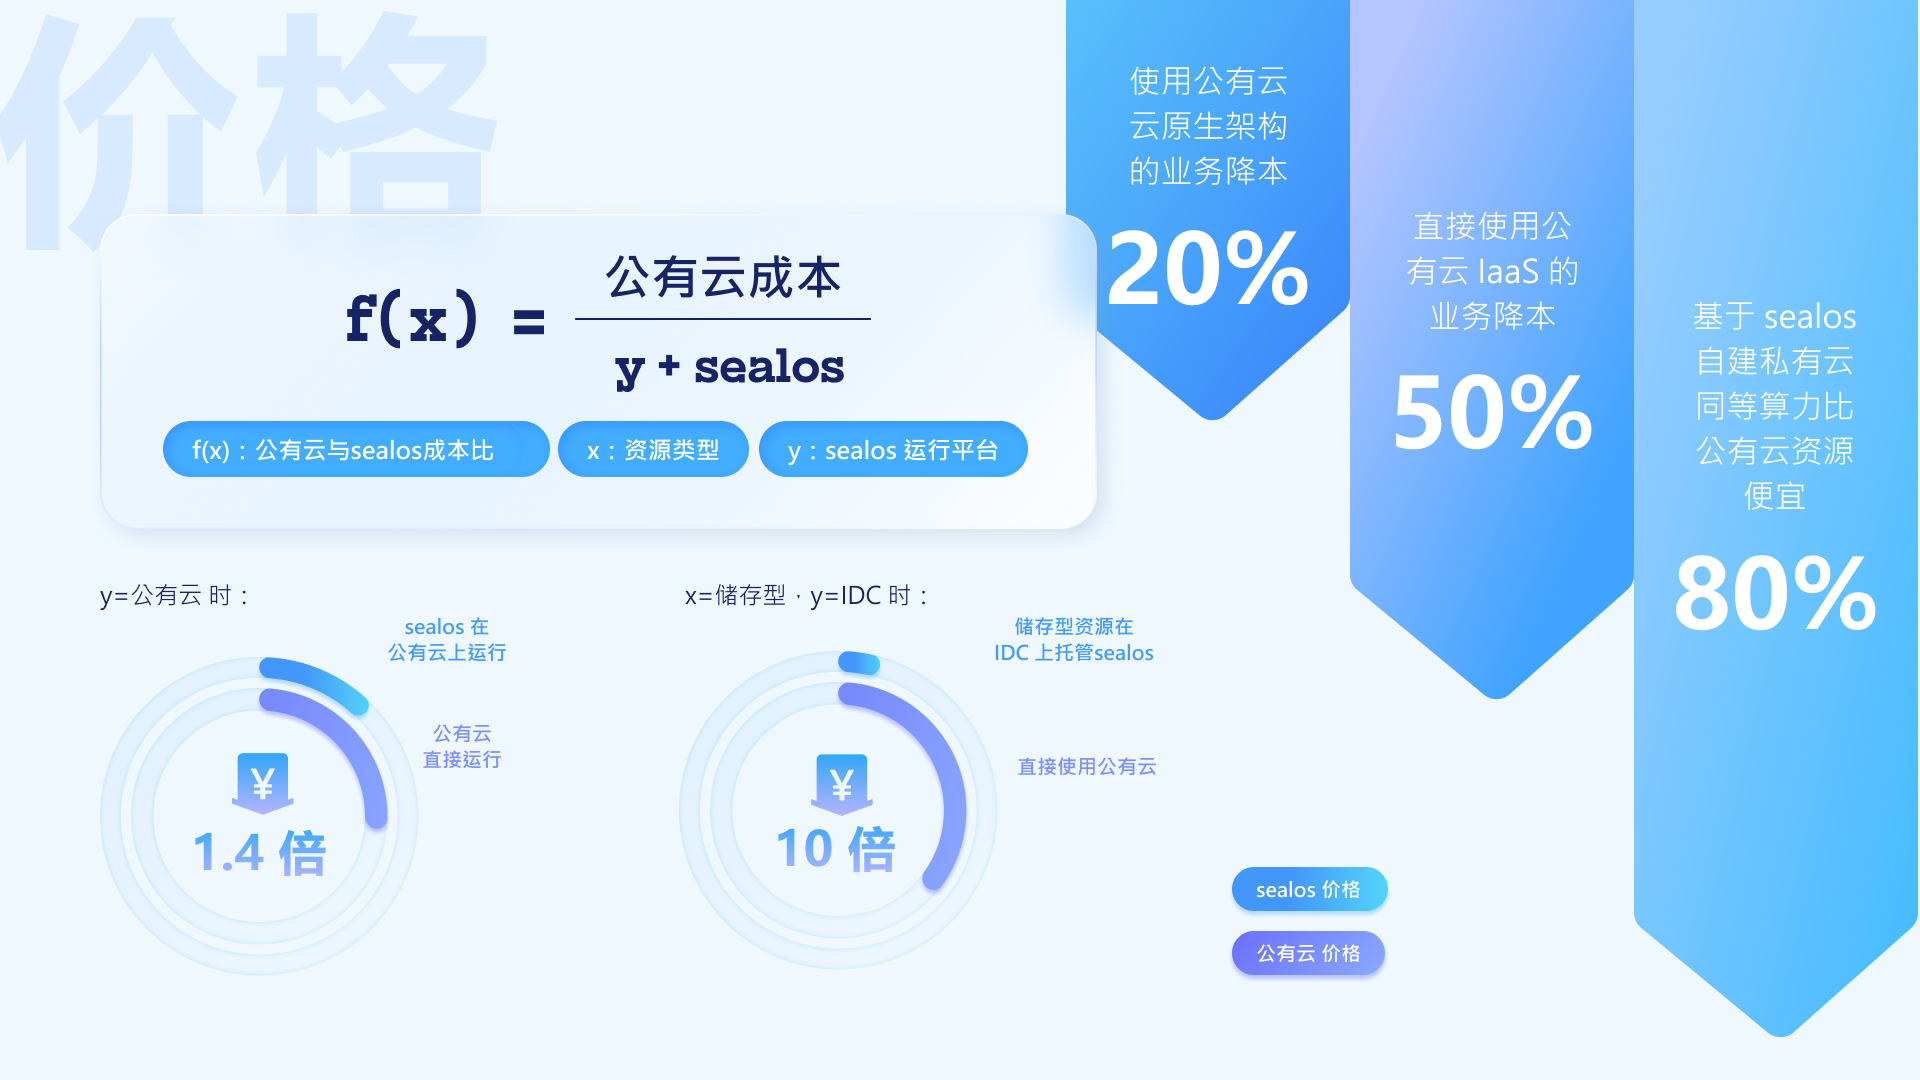 价格
f(x) =
公有云成本
y + sealos
f(x)：公有云与sealos成本比
x：资源类型
y：sealos 运行平台
使用公有云
云原生架构
的业务降本
20%
直接使用公
有云 IaaS 的
业务降本
50%
基于 sealos
自建私有云
同等算力比
公有云资源
便宜
80%
y=公有云 时：
sealos 在
公有云上运行
公有云
直接运行
¥
1.4 倍
x=储存型，y=IDC 时：
储存型资源在
IDC 上托管sealos
直接使用公有云
¥
10 倍
sealos 价格
公有云 价格